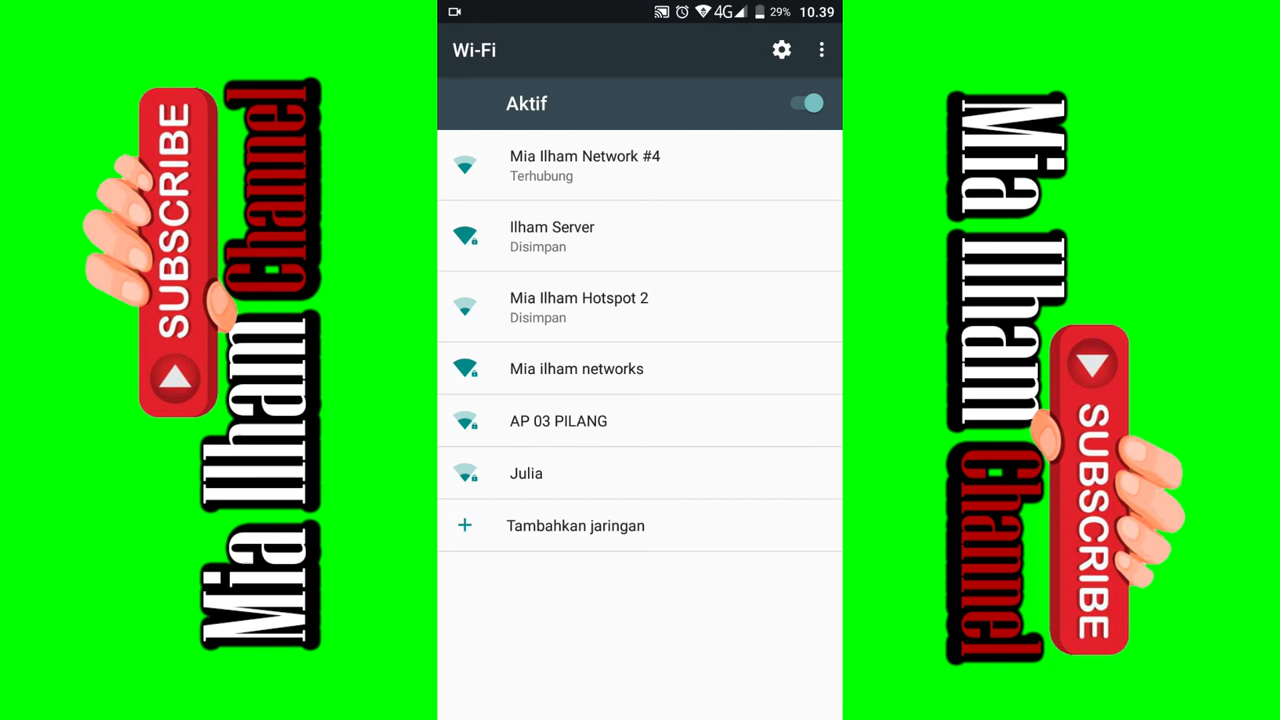 SUBSCRIBE
Mia Ilham Channel
4G 29% 10.39
Wi-Fi
Aktif
Mia Ilham Network #4
Terhubung
Ilham Server
Disimpan
Mia Ilham Hotspot 2
Disimpan
Mia ilham networks
AP 03 PILANG
Julia
Tambahkan jaringan
Mia Ilham Channel
SUBSCRIBE